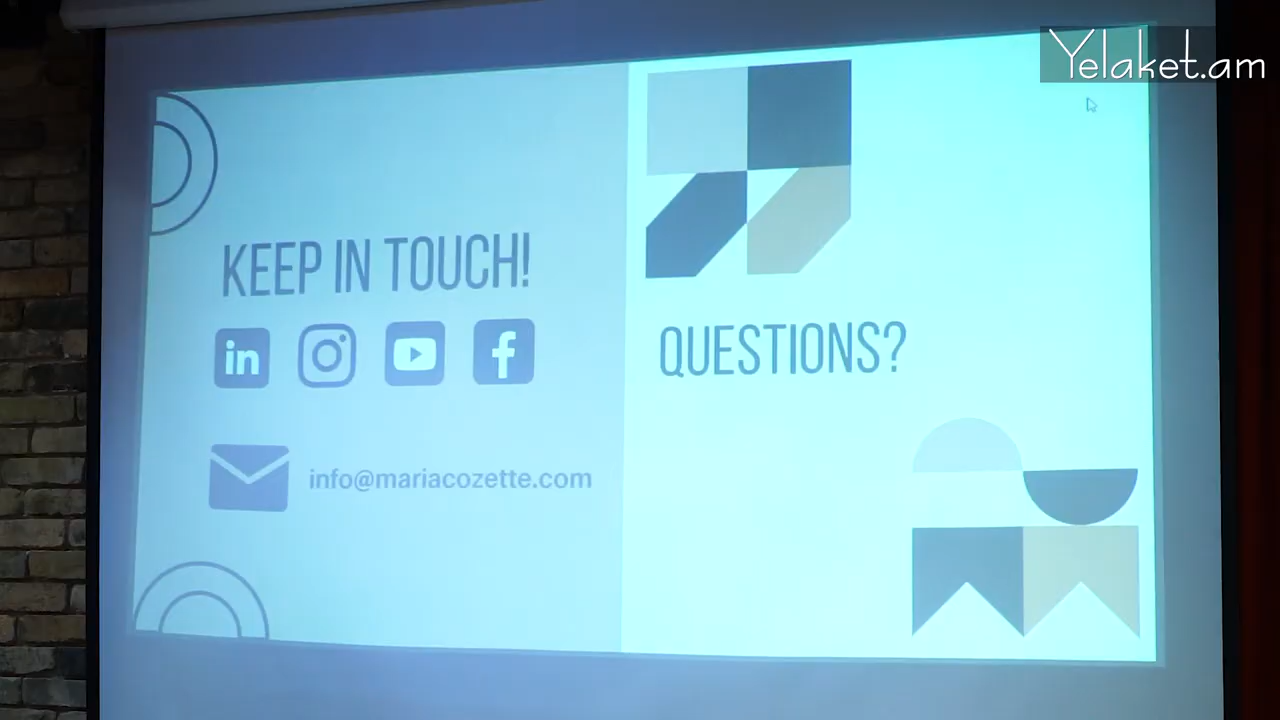 Yelaket.am
KEEP IN TOUCH!
in
f
info@mariacozette.com
QUESTIONS?